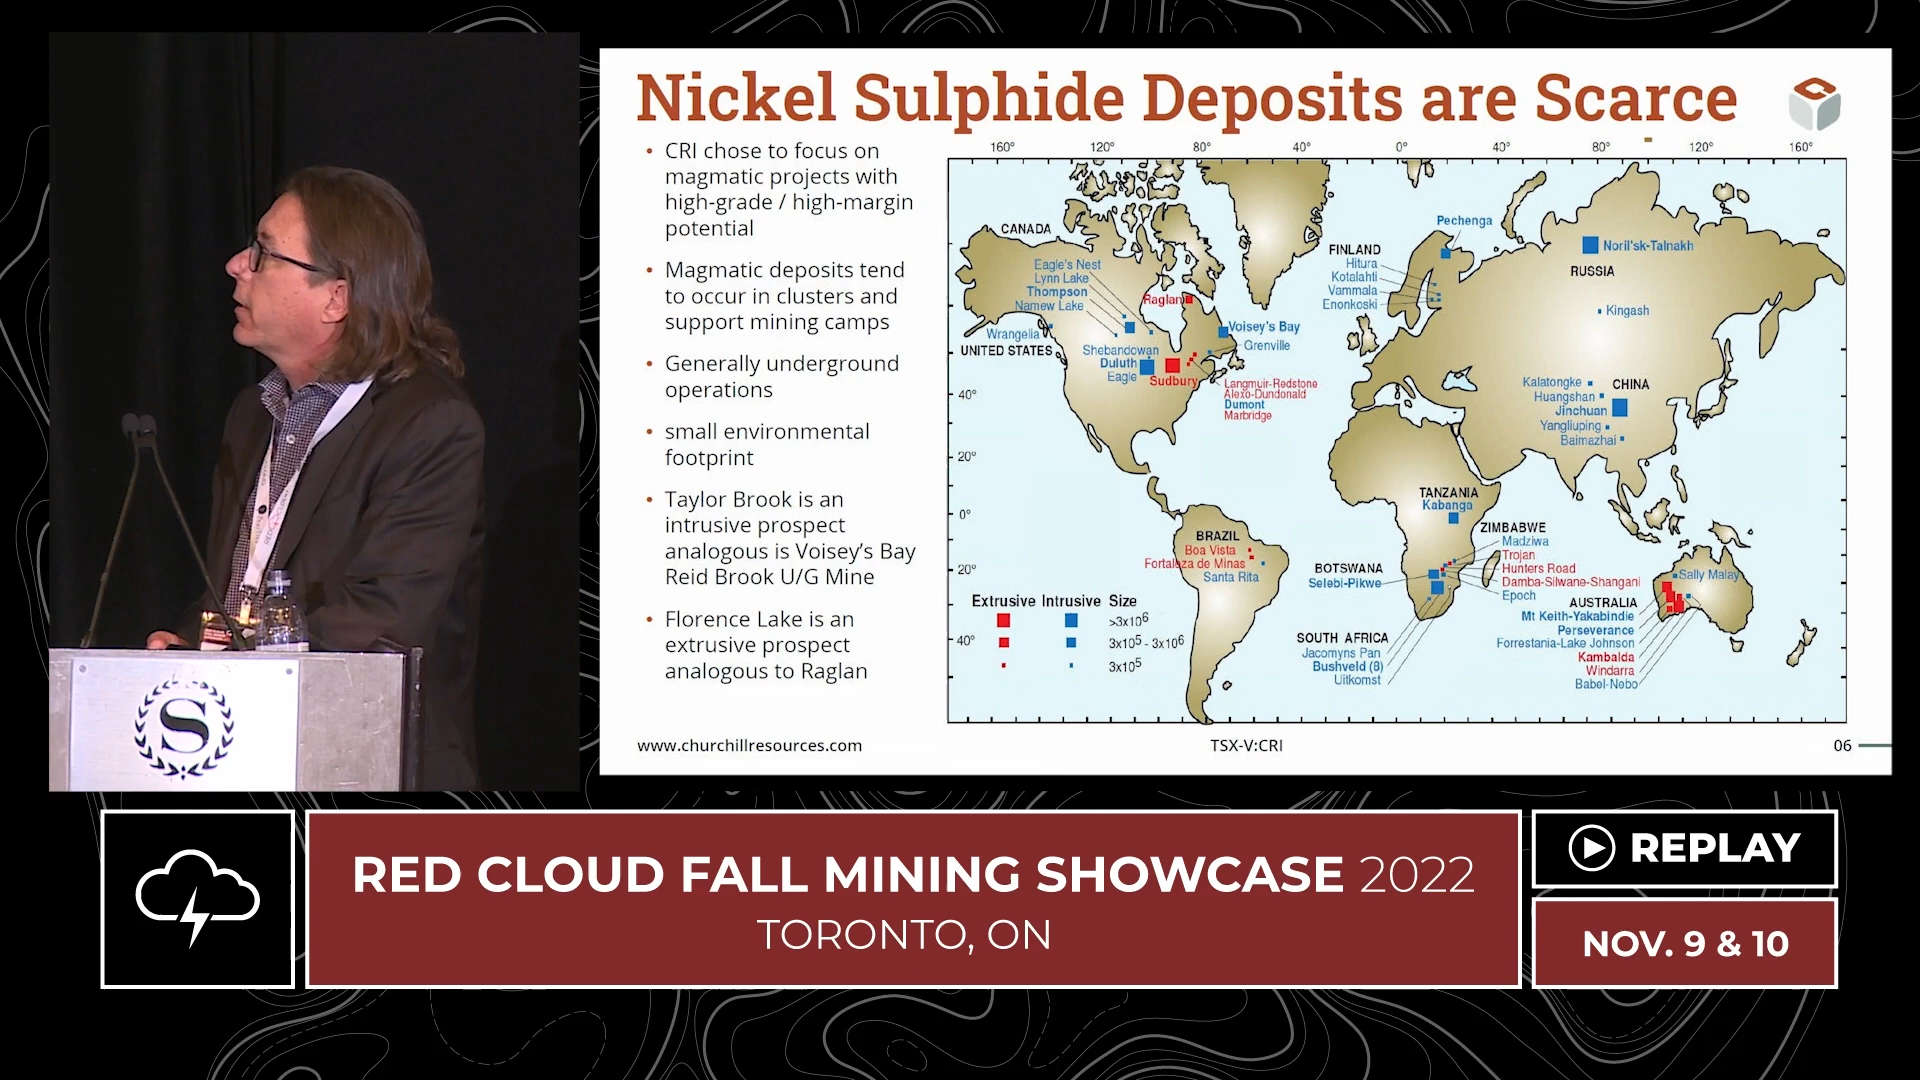 Nickel Sulphide Deposits are Scarce
• CRI chose to focus on
magmatic projects with
high-grade / high-margin
potential
• Magmatic deposits tend
to occur in clusters and
support mining camps
• Generally underground
operations
• small environmental
footprint
• Taylor Brook is an
intrusive prospect
analogous is Voisey's Bay
Reid Brook U/G Mine
• Florence Lake is an
extrusive prospect
analogous to Raglan
160° 120° 80° 40° 0° 40° 80° 120° 160°
40°
20°
0°
20°
40°
CANADA
Eagle's Nest
Lynn Lake
Thompson
Namew Lake
Wrangelia
UNITED STATES
Raglan
Voisey's Bay
Grenville
Shebandowan
Duluth
Eagle
Sudbury
Langmuir-Redstone
Alexo-Dundonald
Dumont
Marbridge
Pechenga
FINLAND
Hitura
Kotalahti
Vammala
Enonkoski
Noril'sk-Talnakh
RUSSIA
Kingash
Kalatongke
CHINA
Huangshan
Jinchuan
Yangliuping
Baimazhai
TANZANIA
Kabanga
ZIMBABWE
Madziwa
Trojan
Hunters Road
Damba-Silwane-Shangani
Epoch
BRAZIL
Boa Vista
Fortaleza de Minas
Santa Rita
BOTSWANA
Selebi-Pikwe
SOUTH AFRICA
Jacomyns Pan
Bushveld (8)
Uitkomst
Sally Malay
AUSTRALIA
Mt Keith-Yakabindie
Perseverance
Forrestania-Lake Johnson
Kambalda
Windarra
Babel-Nebo
Extrusive Intrusive Size
>3x10⁶
3x10⁵ - 3x10⁶
3x10⁵
www.churchillresources.com
TSX-V:CRI
06
S
RED CLOUD FALL MINING SHOWCASE 2022
TORONTO, ON
REPLAY
NOV. 9 & 10